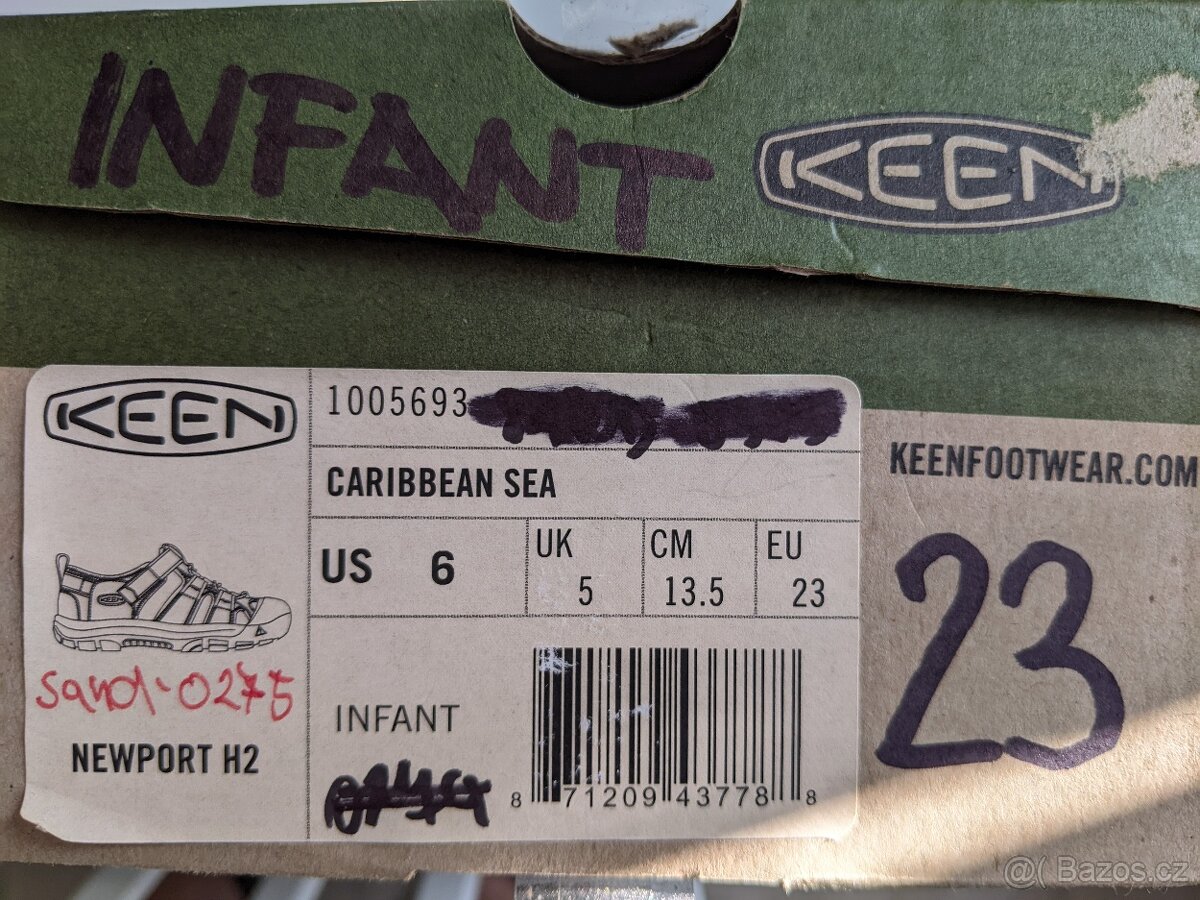 INFANT
KEEN
KEEN
1005693
CARIBBEAN SEA
US 6
UK 5
CM 13.5
EU 23
KEENFOOTWEAR.COM
23
KEEN
sand-0275
NEWPORT H2
INFANT
8 71209 43778 8
@( Bazos.cz